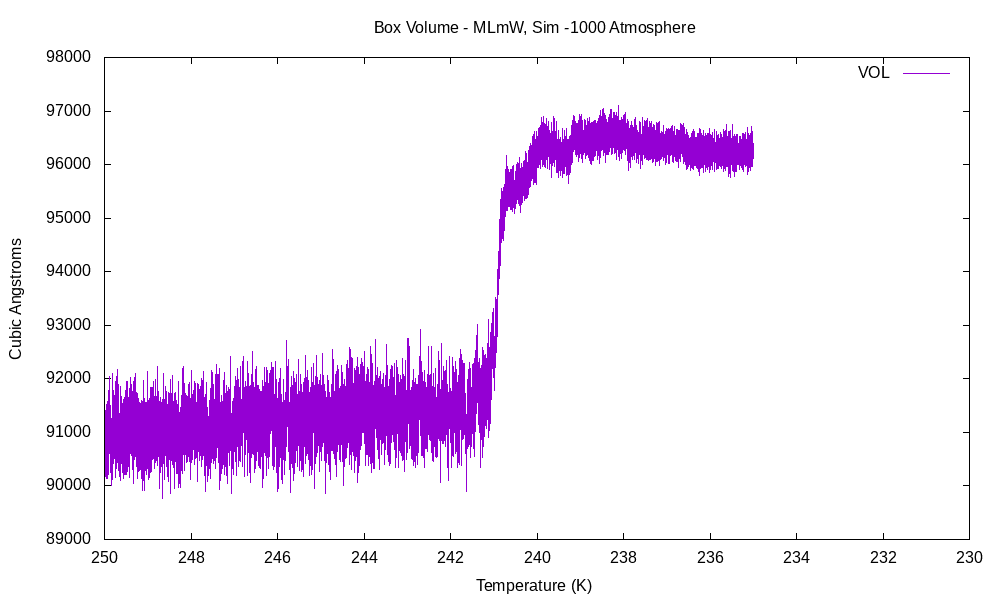 Box Volume - MLmW, Sim -1000 Atmosphere
VOL
98000
97000
96000
95000
94000
93000
92000
91000
90000
89000
Cubic Angstroms
250 248 246 244 242 240 238 236 234 232 230
Temperature (K)